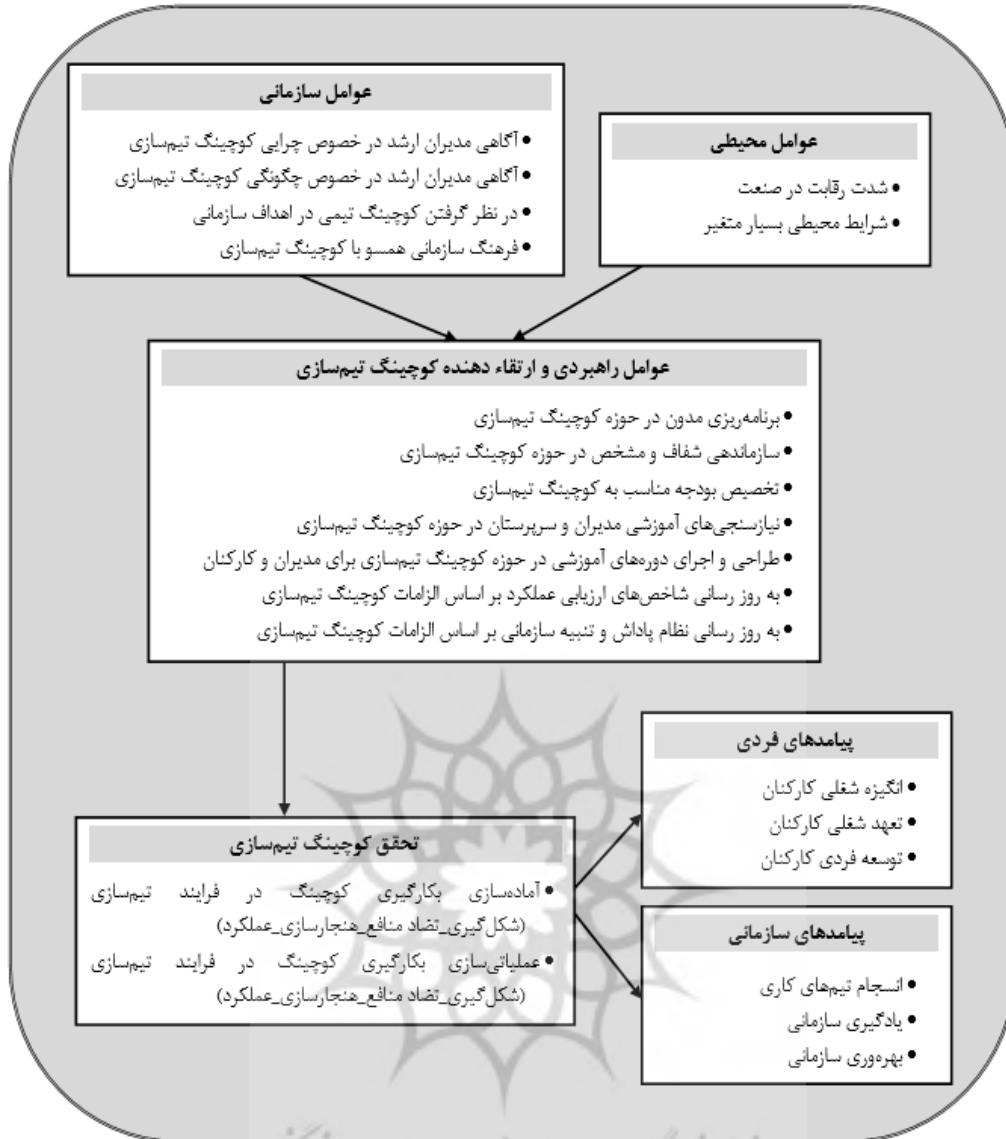 عوامل سازمانی
• آگاهی مدیران ارشد در خصوص چرایی کوچینگ تیم‌سازی
• آگاهی مدیران ارشد در خصوص چگونگی کوچینگ تیم‌سازی
• در نظر گرفتن کوچینگ تیمی در اهداف سازمانی
• فرهنگ سازمانی همسو با کوچینگ تیم‌سازی
عوامل محیطی
• شدت رقابت در صنعت
• شرایط محیطی بسیار متغیر
عوامل راهبردی و ارتقاء دهنده کوچینگ تیم‌سازی
• برنامه‌ریزی مدون در حوزه کوچینگ تیم‌سازی
• سازماندهی شفاف و مشخص در حوزه کوچینگ تیم‌سازی
• تخصیص بودجه مناسب به کوچینگ تیم‌سازی
• نیازسنجی‌های آموزشی مدیران و سرپرستان در حوزه کوچینگ تیم‌سازی
• طراحی و اجرای دوره‌های آموزشی در حوزه کوچینگ تیم‌سازی برای مدیران و کارکنان
• به روز رسانی شاخص‌های ارزیابی عملکرد بر اساس الزامات کوچینگ تیم‌سازی
• به روز رسانی نظام پاداش و تنبیه سازمانی بر اساس الزامات کوچینگ تیم‌سازی
پیامدهای فردی
• انگیزه شغلی کارکنان
• تعهد شغلی کارکنان
• توسعه فردی کارکنان
تحقق کوچینگ تیم‌سازی
• آماده‌سازی بکارگیری کوچینگ در فرایند تیم‌سازی
(شکل‌گیری_تضاد منافع_هنجارسازی_عملکرد)
• عملیاتی‌سازی بکارگیری کوچینگ در فرایند تیم‌سازی
(شکل‌گیری_تضاد منافع_هنجارسازی_عملکرد)
پیامدهای سازمانی
• انسجام تیم‌های کاری
• یادگیری سازمانی
• بهره‌وری سازمانی